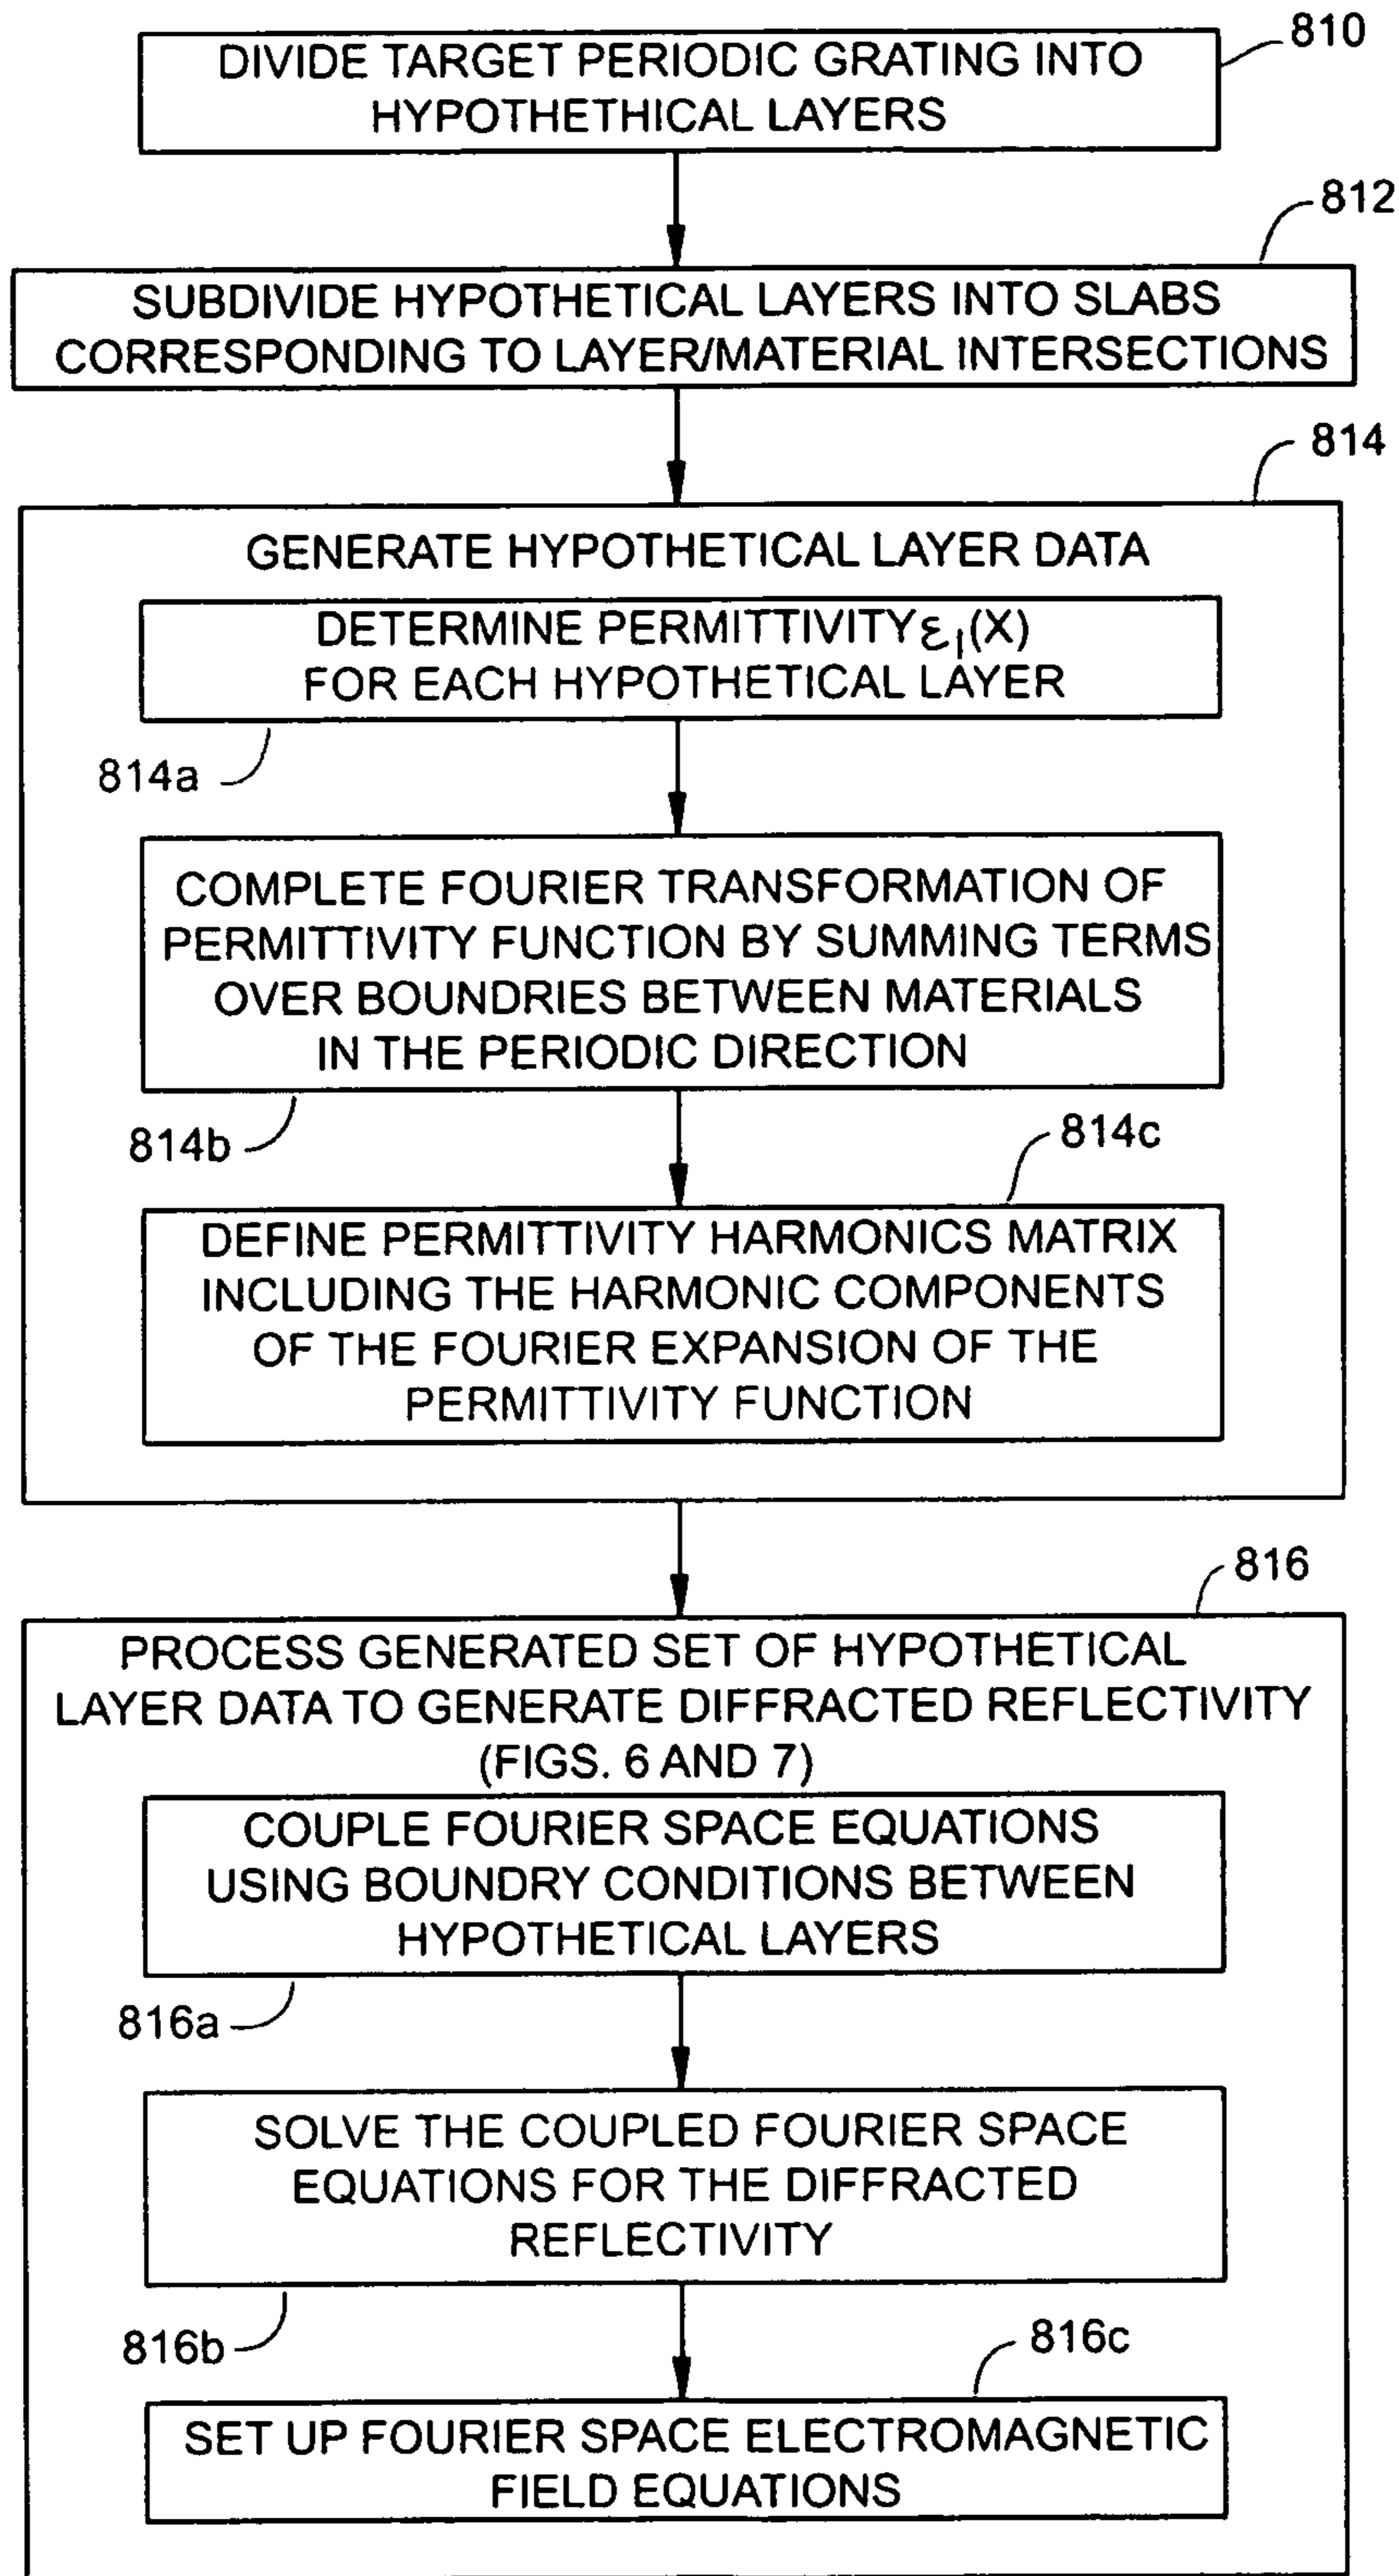 810
DIVIDE TARGET PERIODIC GRATING INTO
HYPOTHETHICAL LAYERS
812
SUBDIVIDE HYPOTHETICAL LAYERS INTO SLABS
CORRESPONDING TO LAYER/MATERIAL INTERSECTIONS
814
GENERATE HYPOTHETICAL LAYER DATA
DETERMINE PERMITTIVITY ε_l(X)
FOR EACH HYPOTHETICAL LAYER
814a
COMPLETE FOURIER TRANSFORMATION OF
PERMITTIVITY FUNCTION BY SUMMING TERMS
OVER BOUNDRIES BETWEEN MATERIALS
IN THE PERIODIC DIRECTION
814b
814c
DEFINE PERMITTIVITY HARMONICS MATRIX
INCLUDING THE HARMONIC COMPONENTS
OF THE FOURIER EXPANSION OF THE
PERMITTIVITY FUNCTION
816
PROCESS GENERATED SET OF HYPOTHETICAL
LAYER DATA TO GENERATE DIFFRACTED REFLECTIVITY
(FIGS. 6 AND 7)
COUPLE FOURIER SPACE EQUATIONS
USING BOUNDRY CONDITIONS BETWEEN
HYPOTHETICAL LAYERS
816a
SOLVE THE COUPLED FOURIER SPACE
EQUATIONS FOR THE DIFFRACTED
REFLECTIVITY
816b
816c
SET UP FOURIER SPACE ELECTROMAGNETIC
FIELD EQUATIONS